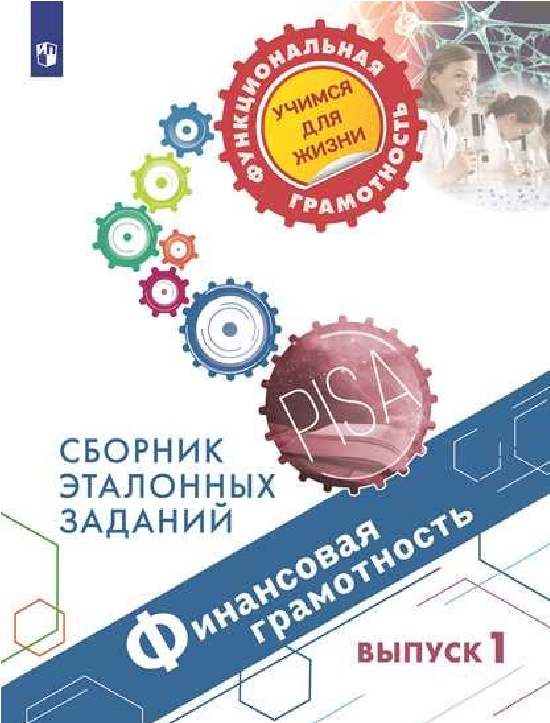 ФУНКЦИОНАЛЬНАЯ
ГРАМОТНОСТЬ
УЧИМСЯ
ДЛЯ
ЖИЗНИ
PISA
СБОРНИК
ЭТАЛОННЫХ
ЗАДАНИЙ
Финансовая
грамотность
ВЫПУСК 1